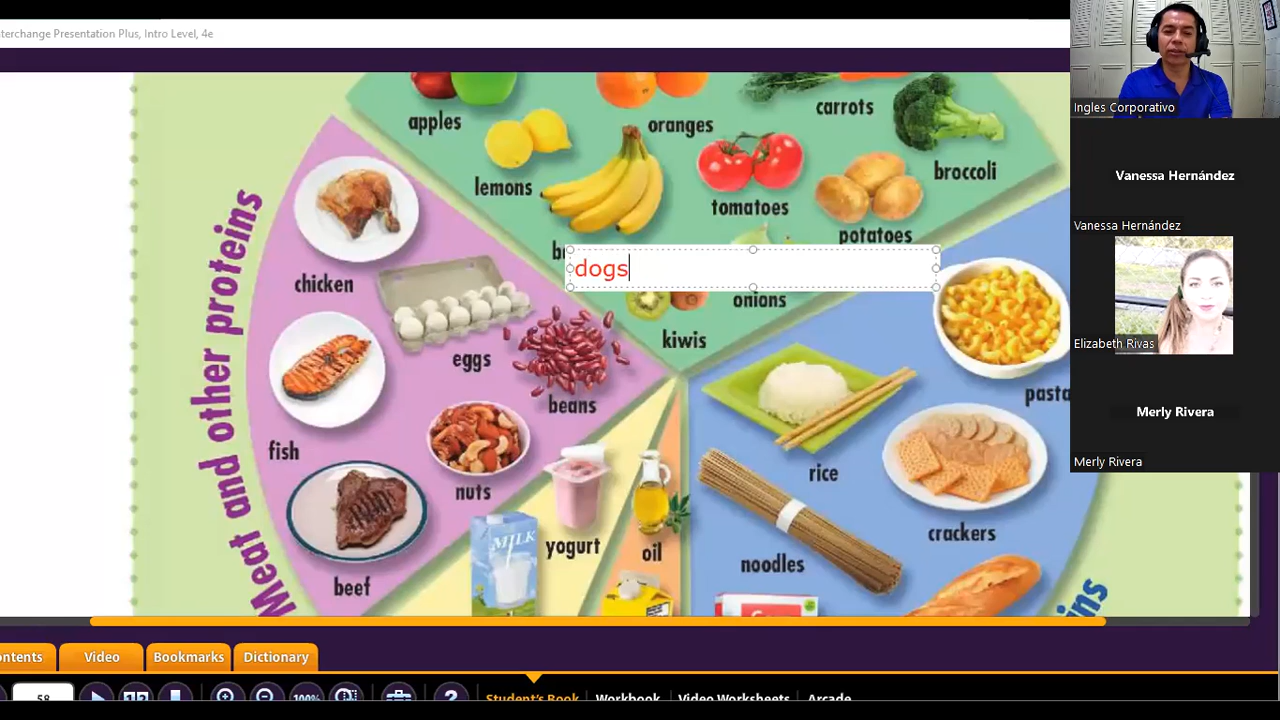 nterchange Presentation Plus, Intro Level, 4e
Ingles Corporativo
apples
oranges
carrots
lemons
broccoli
tomatoes
potatoes
Vanessa Hernández
Vanessa Hernández
dogs
onions
kiwis
Meat and other proteins
chicken
eggs
beans
fish
nuts
beef
MILK
yogurt
oil
pasta
rice
crackers
noodles
ins
Elizabeth Rivas
Merly Rivera
Merly Rivera
ontents
Video
Bookmarks
Dictionary
58
100%
?
Student's Book
Workbook
Video Worksheets
Arcade